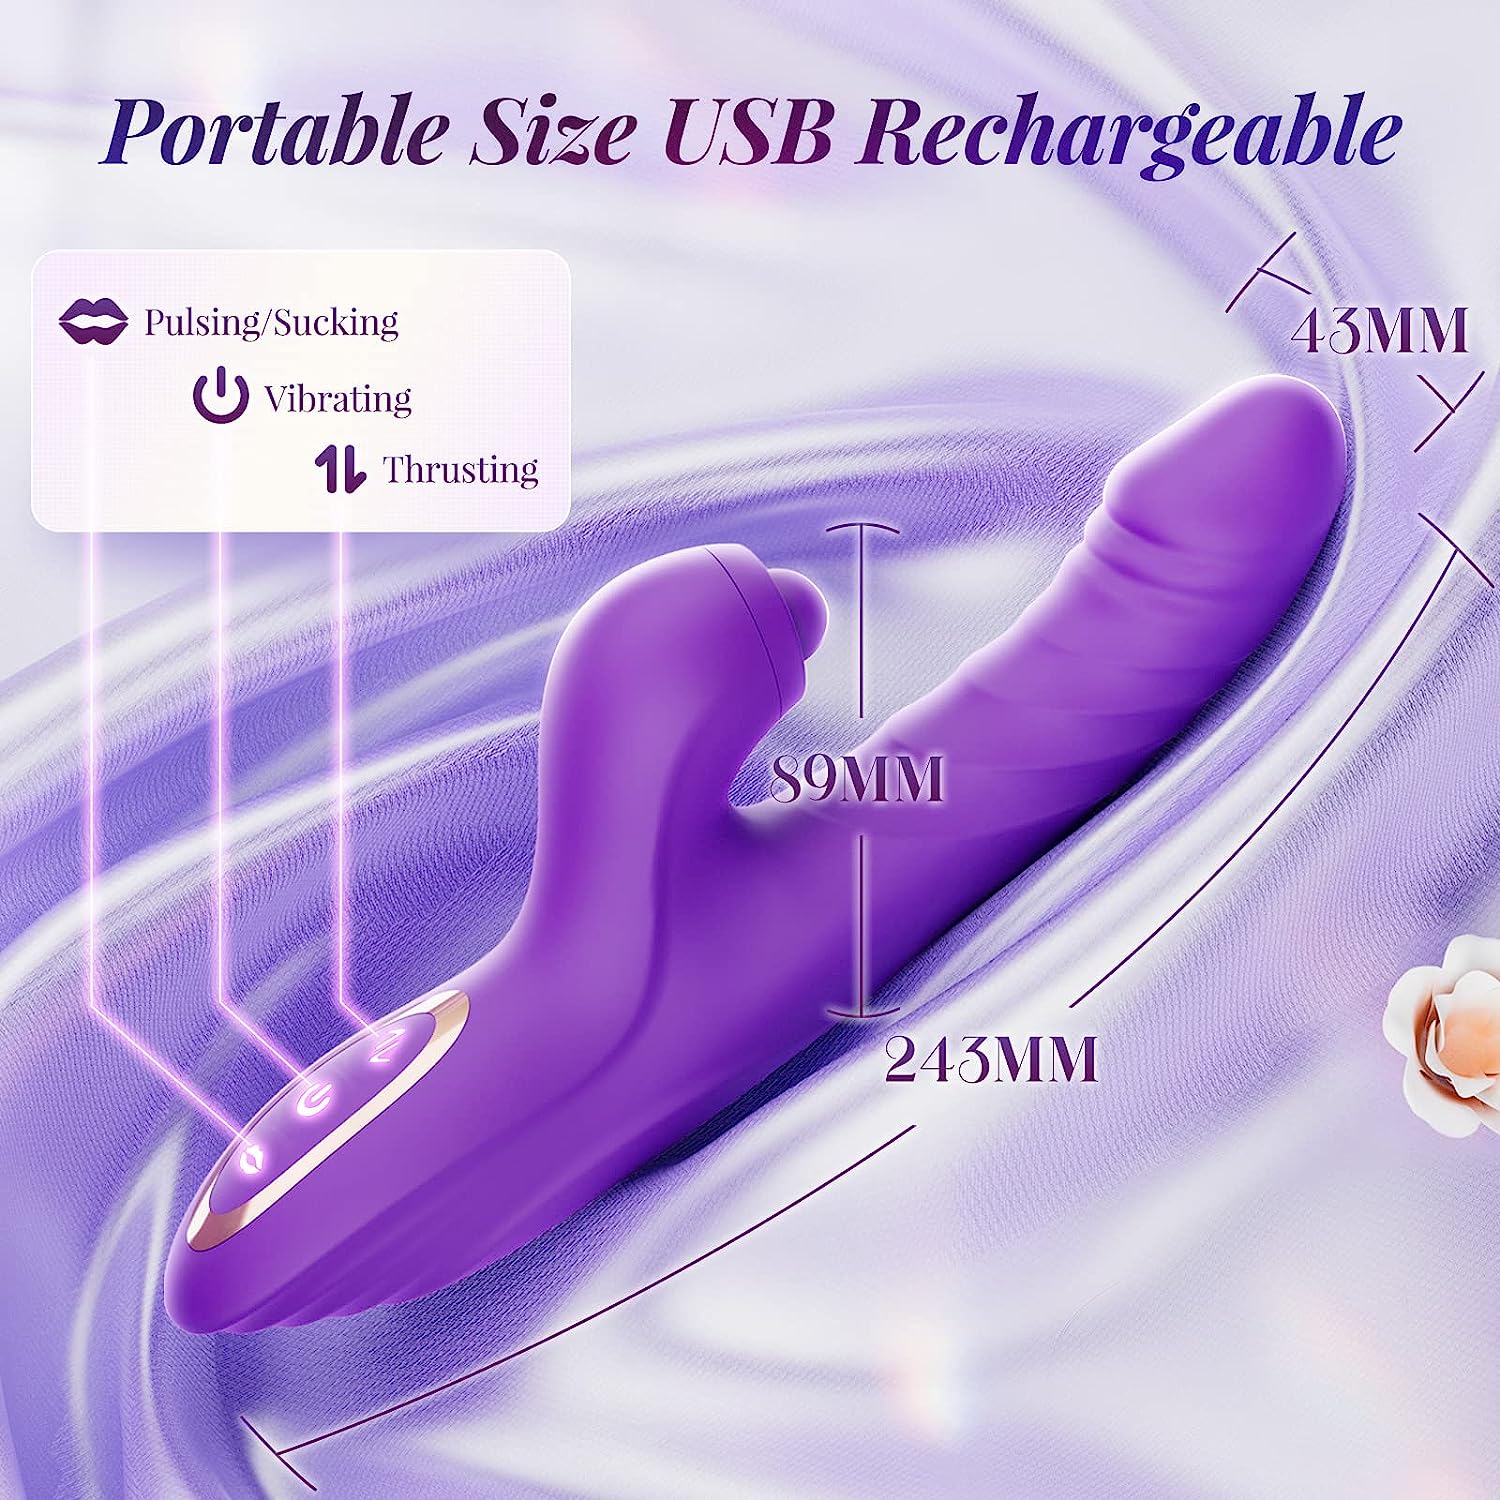 Portable Size USB Rechargeable
Pulsing/Sucking
Vibrating
Thrusting
43MM
89MM
243MM